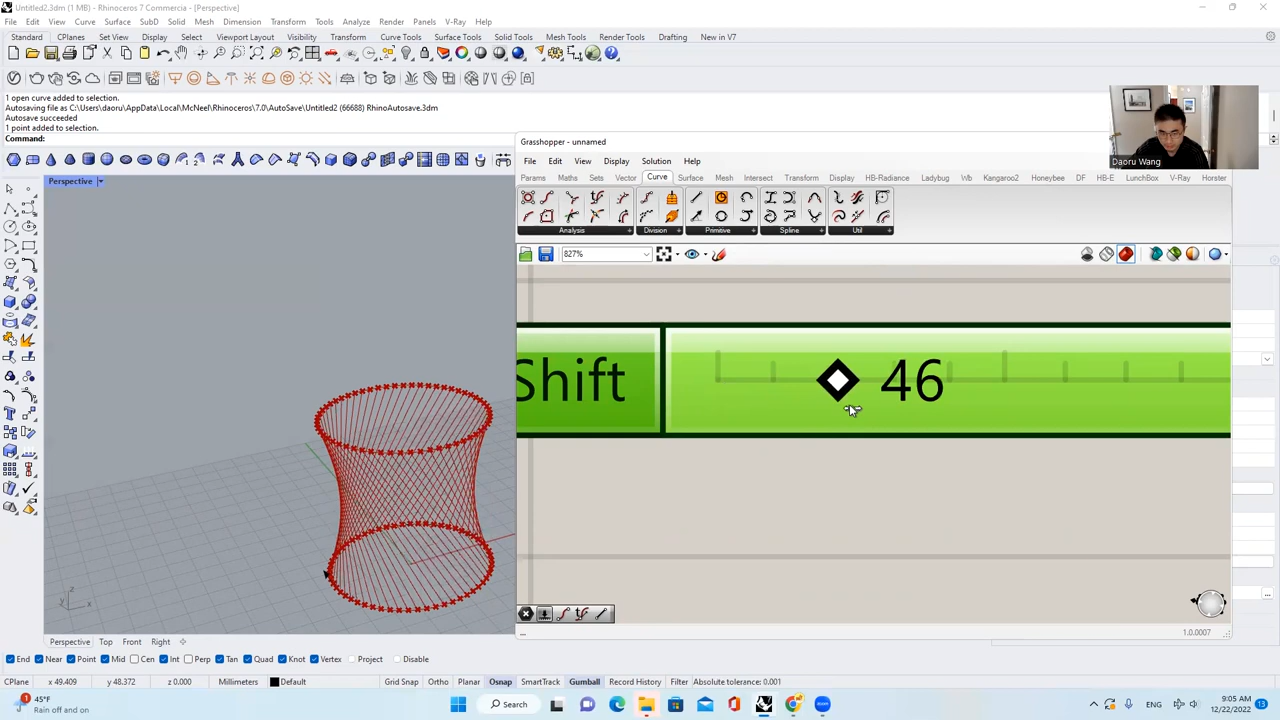 Untitled2.3dm (1 MB) - Rhinoceros 7 Commercia - [Perspective]
File Edit View Curve Surface SubD Solid Mesh Dimension Transform Tools Analyze Render Panels V-Ray Help
Standard CPlanes Set View Display Select Viewport Layout Visibility Transform Curve Tools Surface Tools Solid Tools Mesh Tools Render Tools Drafting New in V7
1 open curve added to selection.
Autosaving file as C:\Users\daoru\AppData\Local\McNeel\Rhinoceros\7.0\AutoSave\Untitled2 (66688) RhinoAutosave.3dm
Autosave succeeded
1 point added to selection.
Command:
Daoru Wang
Perspective
Grasshopper - unnamed
File Edit View Display Solution Help
Params Maths Sets Vector Curve Surface Mesh Intersect Transform Display HB-Radiance Ladybug Wb Kangaroo2 Honeybee DF HB-E LunchBox V-Ray Horster
Analysis Division Primitive Spline Util
827%
Shift 46
1.0.0007
z
y x
Perspective Top Front Right
End Near Point Mid Cen Int Perp Tan Quad Knot Vertex Project Disable
CPlane x 49.409 y 48.372 z 0.000 Millimeters Default Grid Snap Ortho Planar Osnap SmartTrack Gumball Record History Filter Absolute tolerance: 0.001
45°F
Rain off and on
Search
ENG
9:05 AM
12/22/2022
13